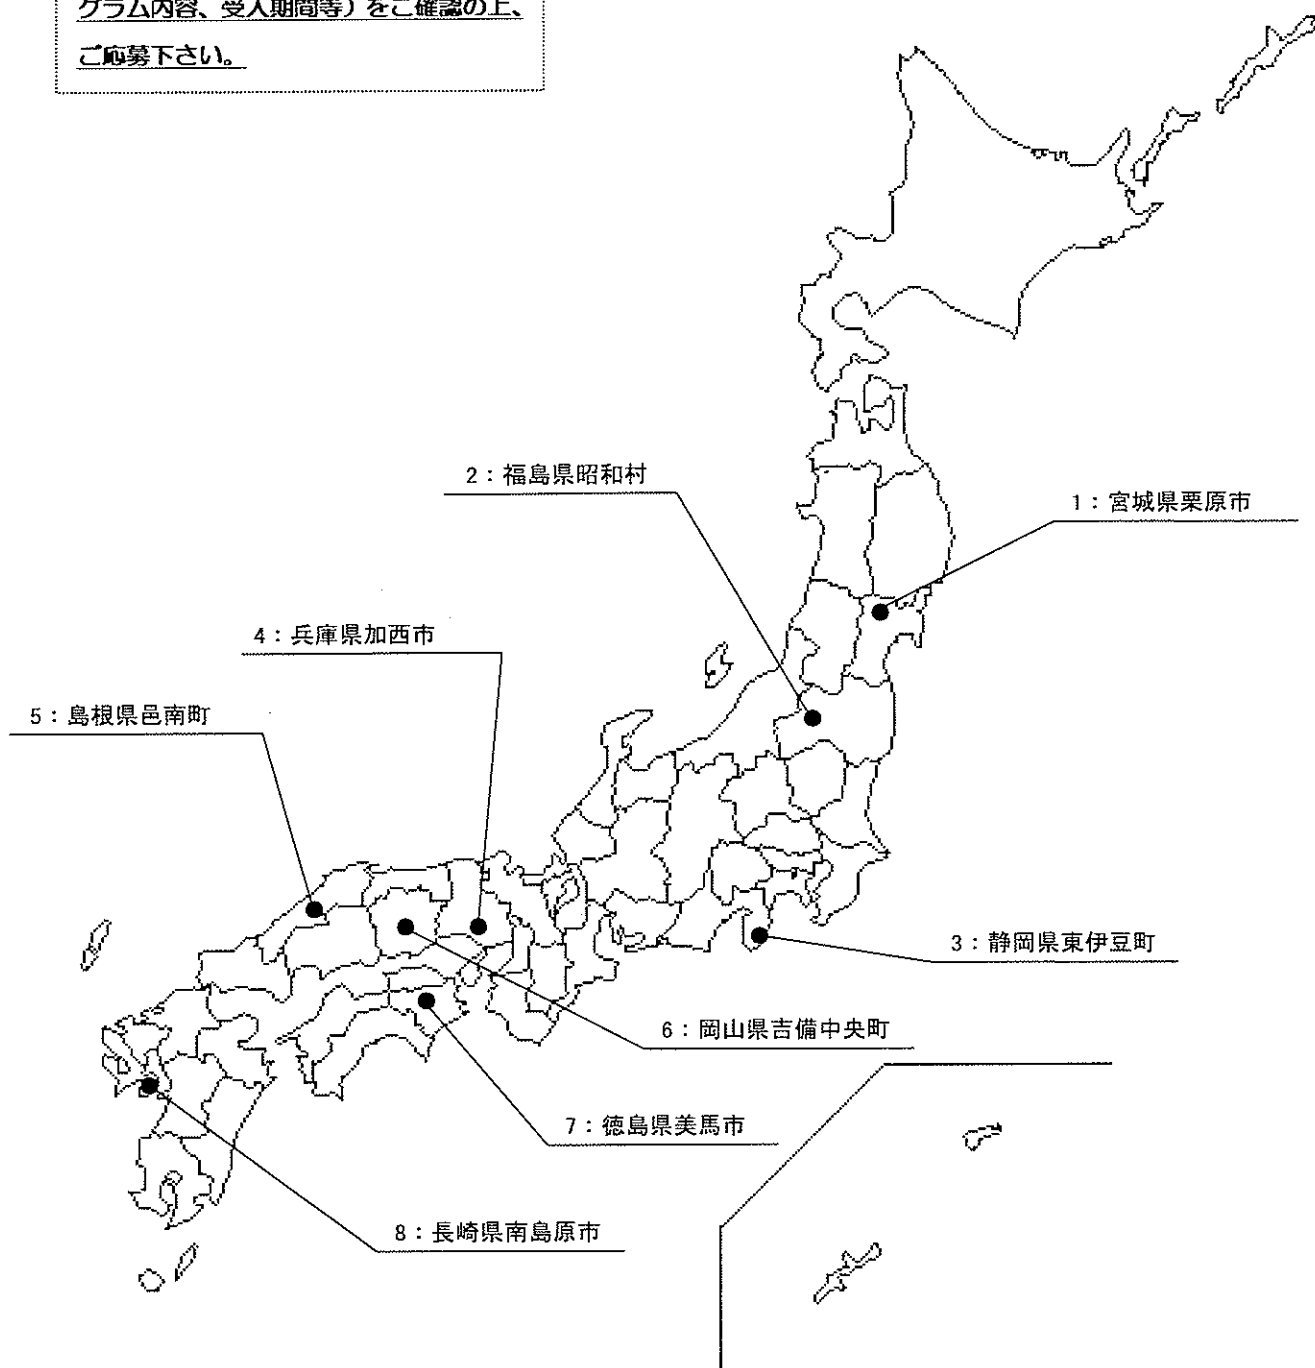 グラム内容、受入期間等）をご確認の上、
ご応募下さい。
2：福島県昭和村
1：宮城県栗原市
4：兵庫県加西市
5：島根県邑南町
3：静岡県東伊豆町
6：岡山県吉備中央町
7：徳島県美馬市
8：長崎県南島原市